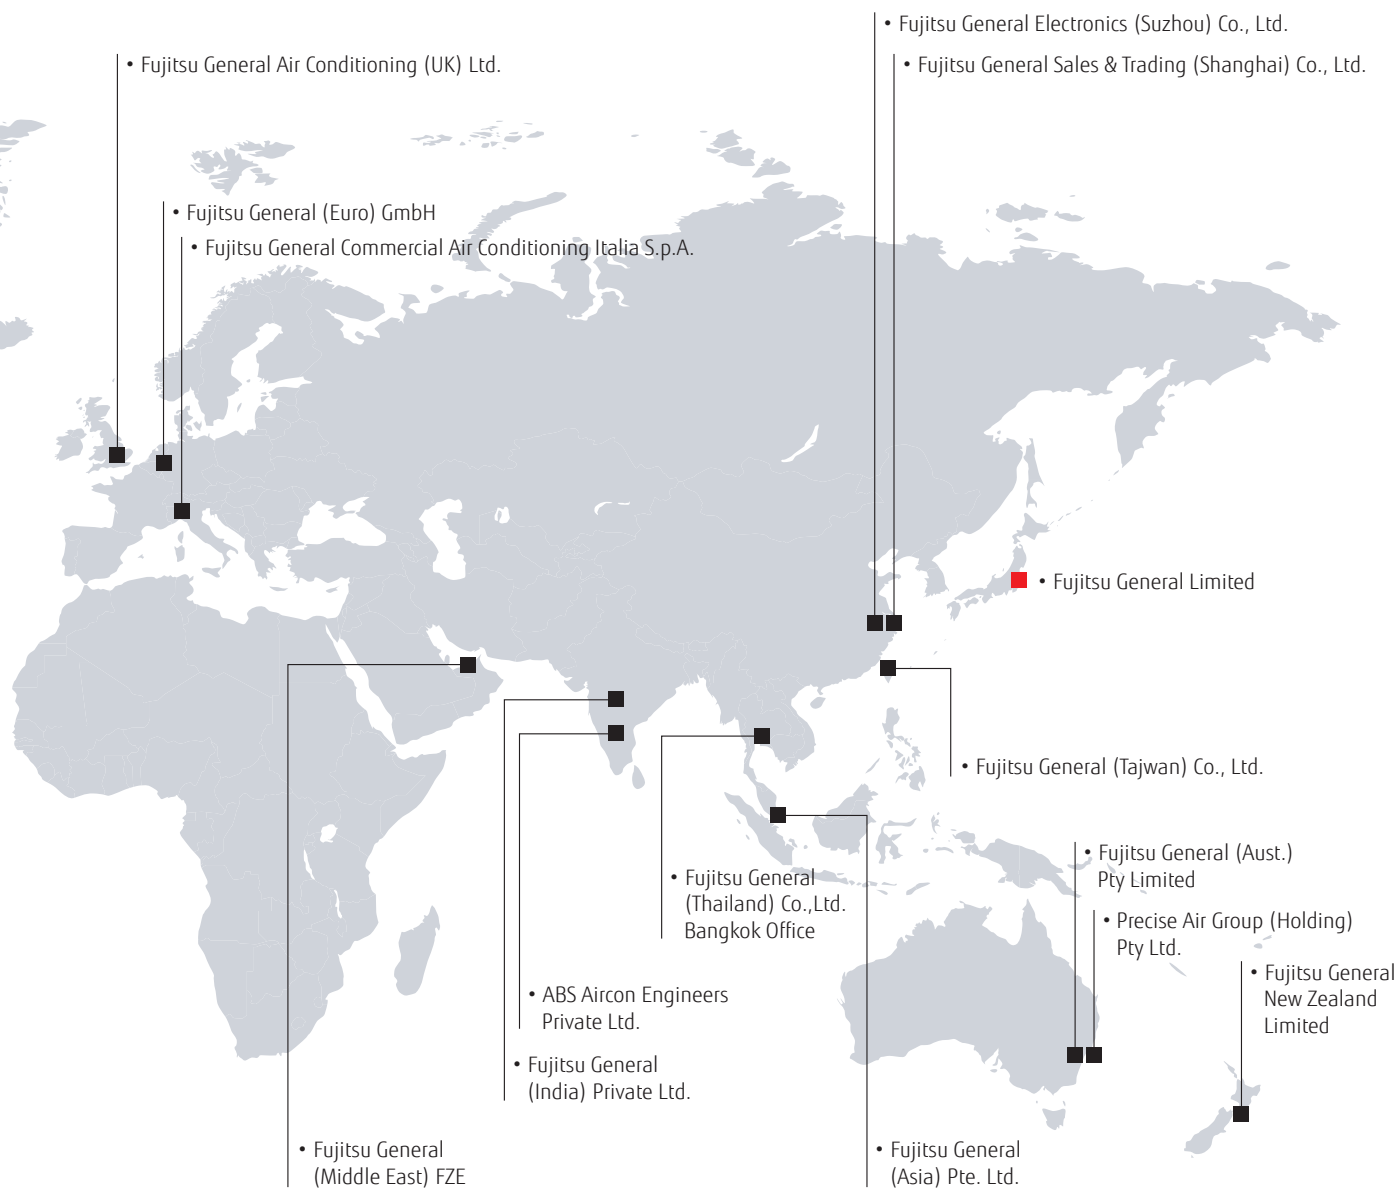 • Fujitsu General Electronics (Suzhou) Co., Ltd.
• Fujitsu General Air Conditioning (UK) Ltd.
• Fujitsu General Sales & Trading (Shanghai) Co., Ltd.
• Fujitsu General (Euro) GmbH
• Fujitsu General Commercial Air Conditioning Italia S.p.A.
• Fujitsu General Limited
• Fujitsu General (Tajwan) Co., Ltd.
• Fujitsu General (Aust.)
Pty Limited
• Fujitsu General
(Thailand) Co.,Ltd.
Bangkok Office
• Precise Air Group (Holding)
Pty Ltd.
• Fujitsu General
New Zealand
Limited
• ABS Aircon Engineers
Private Ltd.
• Fujitsu General
(India) Private Ltd.
• Fujitsu General
(Middle East) FZE
• Fujitsu General
(Asia) Pte. Ltd.